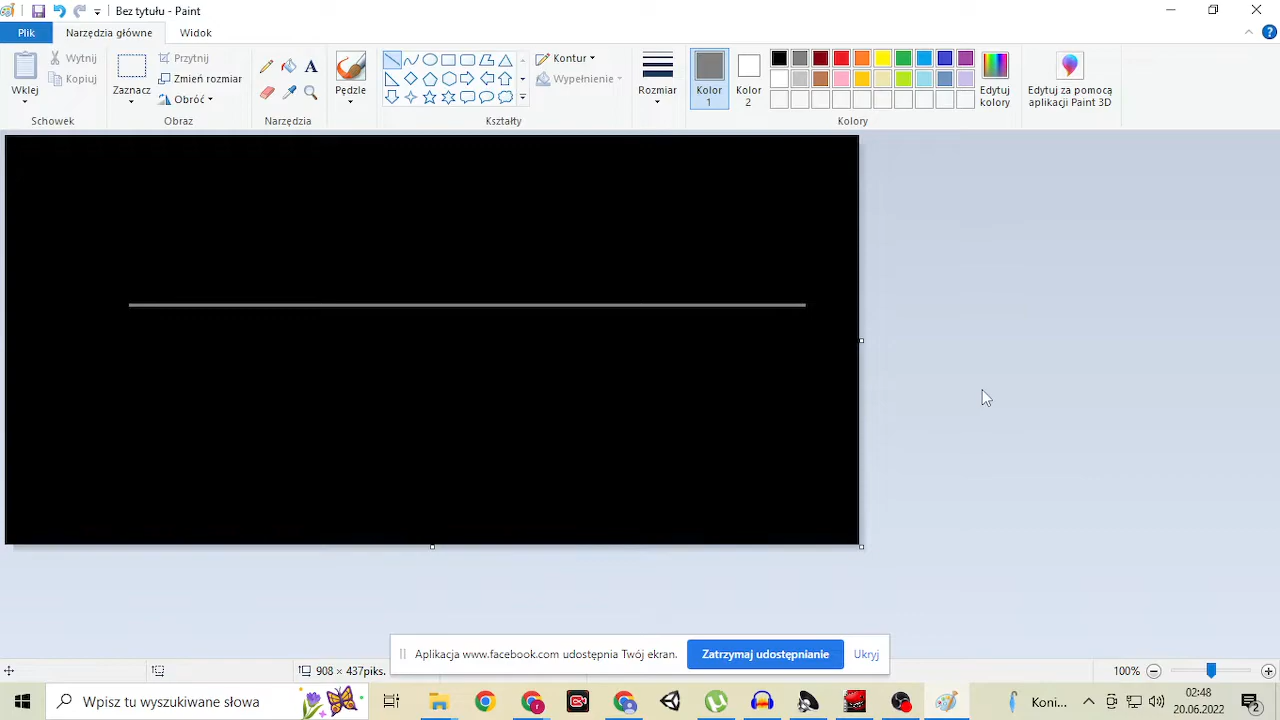 Bez tytułu - Paint
Plik
Narzędzia główne
Widok
Wklej
Wytnij
Kopiuj
Schowek
Zaznacz
Przytnij
Zmień rozmiar
Obróć
Obraz
A
Narzędzia
Pędzle
Kontur
Wypełnienie
Kształty
Rozmiar
Kolor
1
Kolor
2
Kolory
Edytuj
kolory
Edytuj za pomocą
aplikacji Paint 3D
Aplikacja www.facebook.com udostępnia Twój ekran.
Zatrzymaj udostępnianie
Ukryj
908 × 437piks.
100%
Wpisz tu wyszukiwane słowa
Koni...
02:48
20.06.2022
2